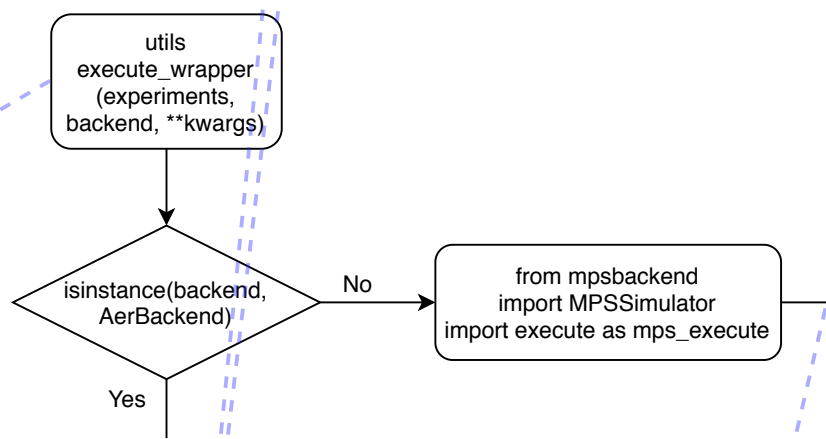 utils
execute_wrapper
(experiments,
backend, **kwargs)
isinstance(backend,
AerBackend)
No
from mpsbackend
import MPSSimulator
import execute as mps_execute
Yes